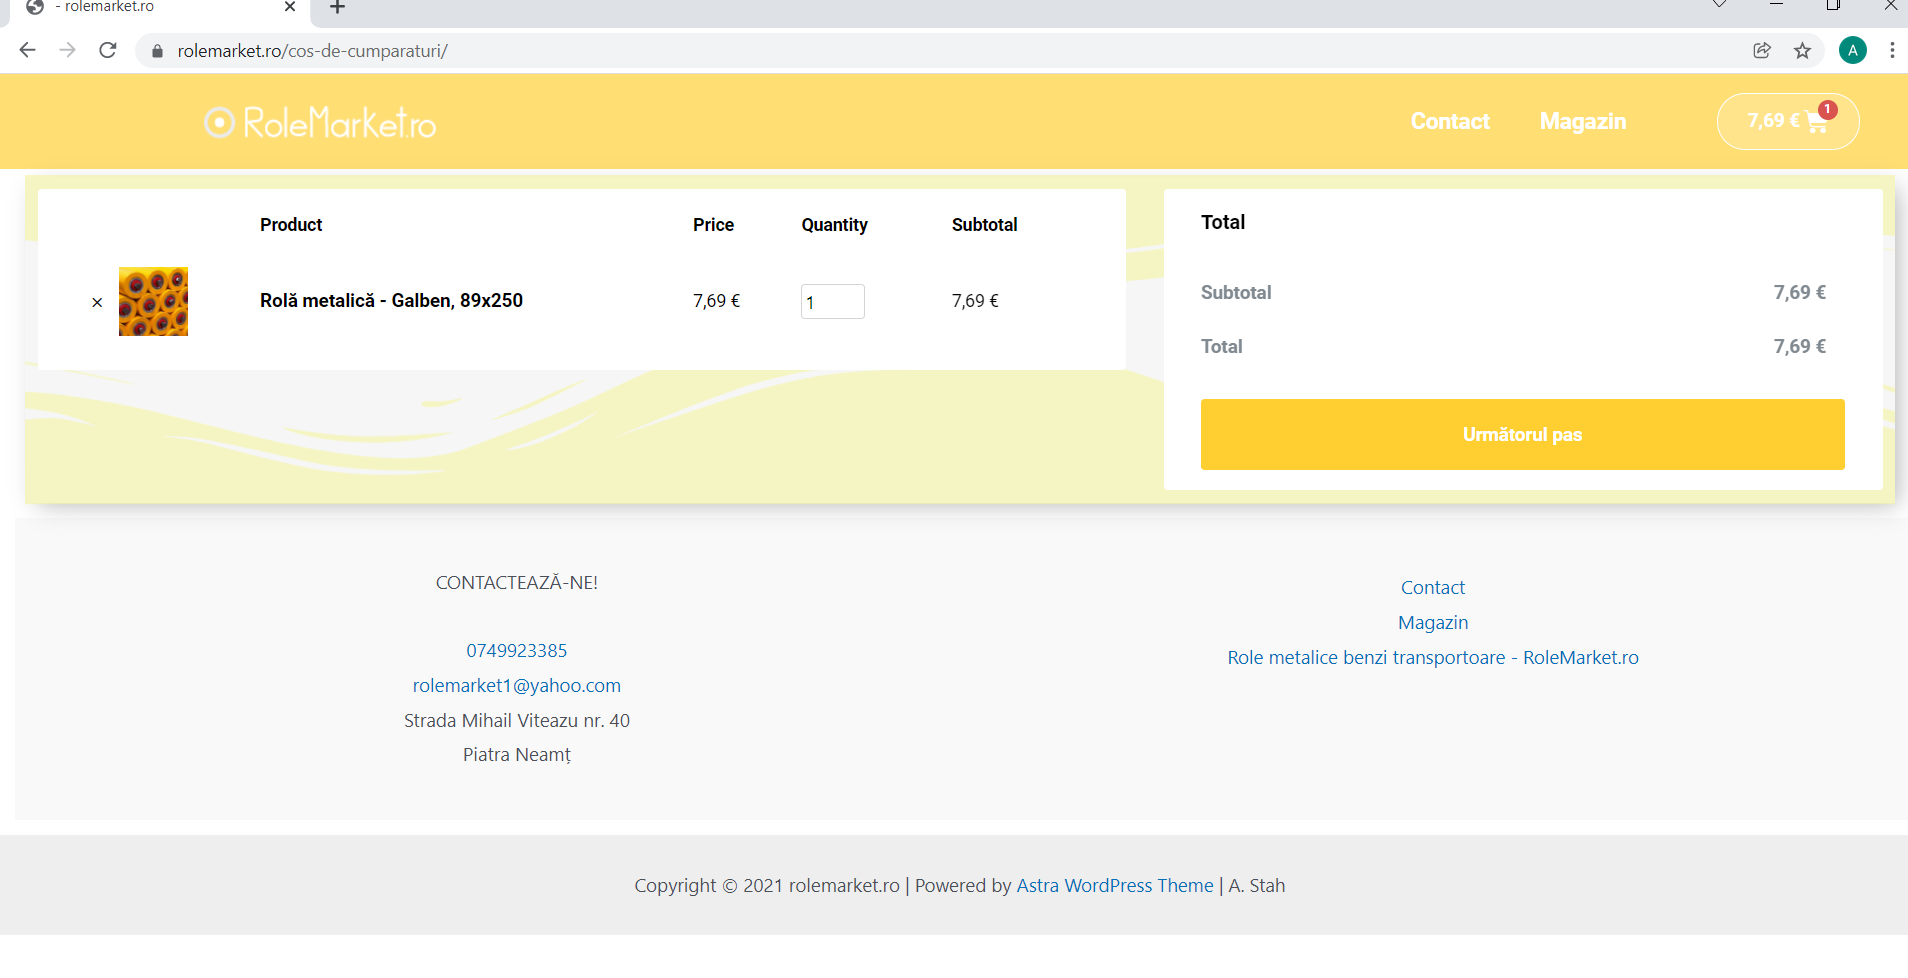 - rolemarket.ro
rolemarket.ro/cos-de-cumparaturi/
A
RoleMarket.ro
Contact
Magazin
7,69 €
1
Product
Price
Quantity
Subtotal
×
Rolă metalică - Galben, 89x250
7,69 €
1
7,69 €
Total
Subtotal
7,69 €
Total
7,69 €
Următorul pas
CONTACTEAZĂ-NE!
0749923385
rolemarket1@yahoo.com
Strada Mihail Viteazu nr. 40
Piatra Neamț
Contact
Magazin
Role metalice benzi transportoare - RoleMarket.ro
Copyright © 2021 rolemarket.ro | Powered by Astra WordPress Theme | A. Stah